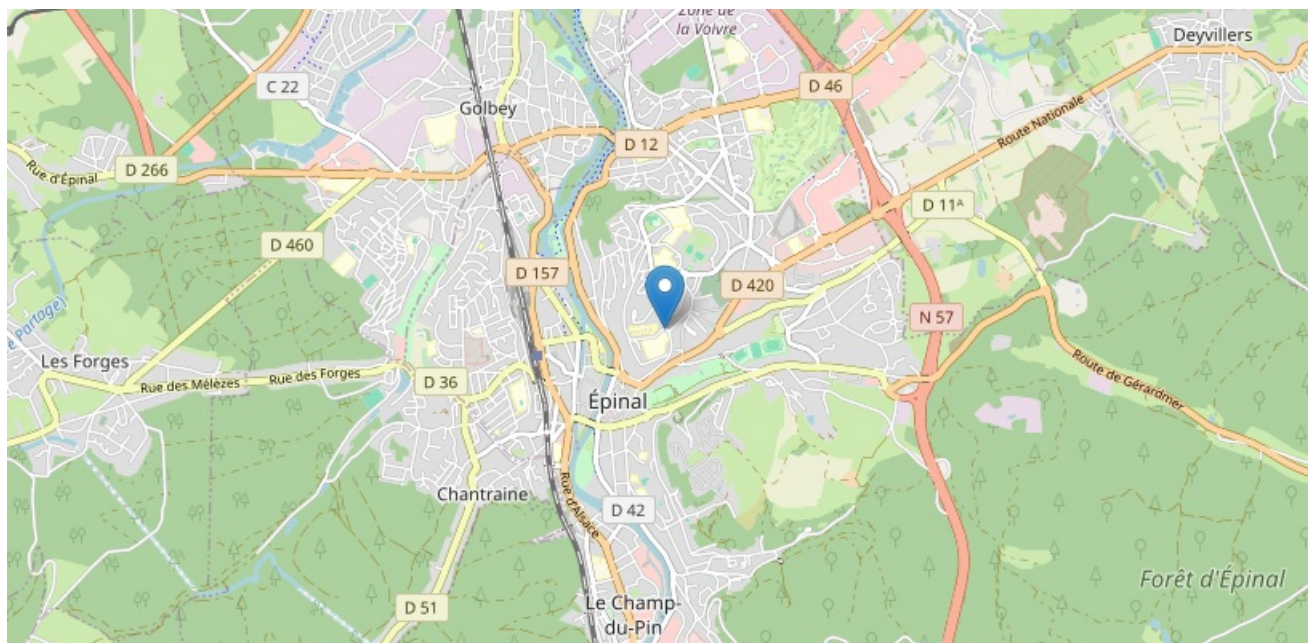 Zone de
la Voivre
Deyvillers
C 22
D 46
Golbey
D 12
Route Nationale
Rue d'Épinal
D 266
D 11ᴬ
D 460
D 157
D 420
e Partage)
N 57
Les Forges
Rue des Mélèzes
Rue des Forges
D 36
Route de Gérardmer
Épinal
Chantraine
Rue d'Alsace
D 42
Forêt d'Épinal
D 51
Le Champ-
du-Pin